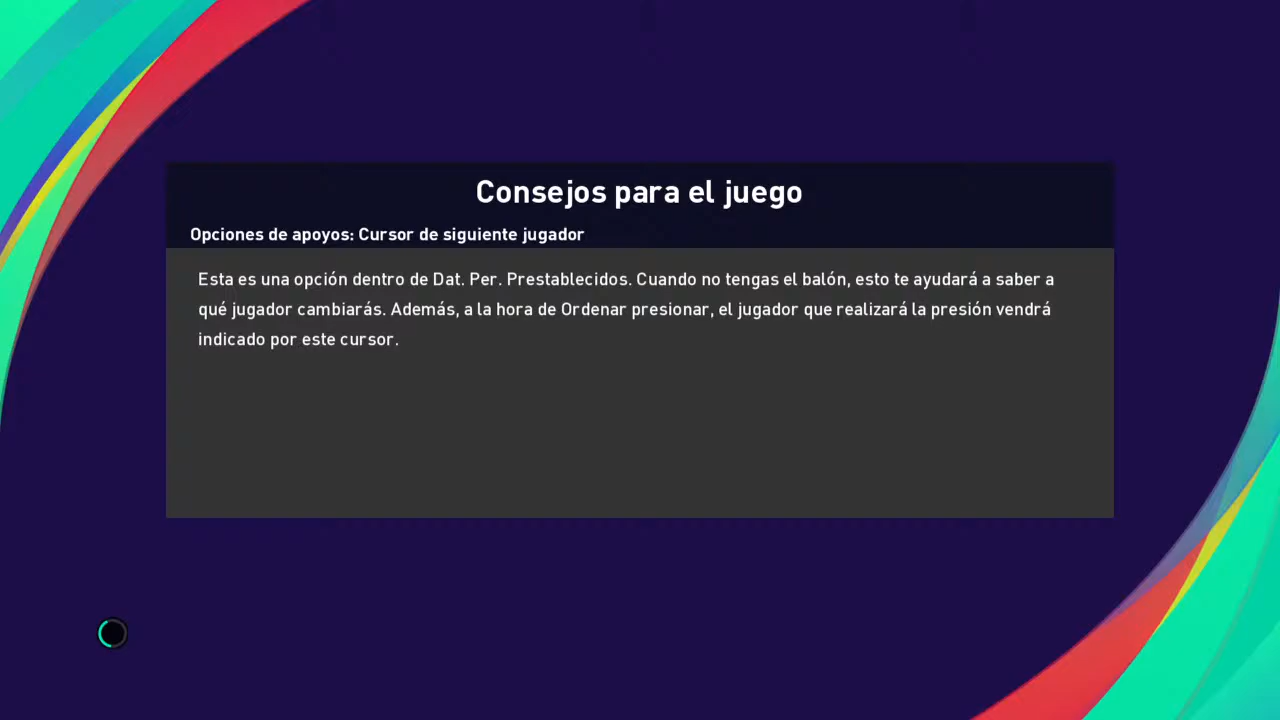 Consejos para el juego
Opciones de apoyos: Cursor de siguiente jugador
Esta es una opción dentro de Dat. Per. Prestablecidos. Cuando no tengas el balón, esto te ayudará a saber a
qué jugador cambiarás. Además, a la hora de Ordenar presionar, el jugador que realizará la presión vendrá
indicado por este cursor.